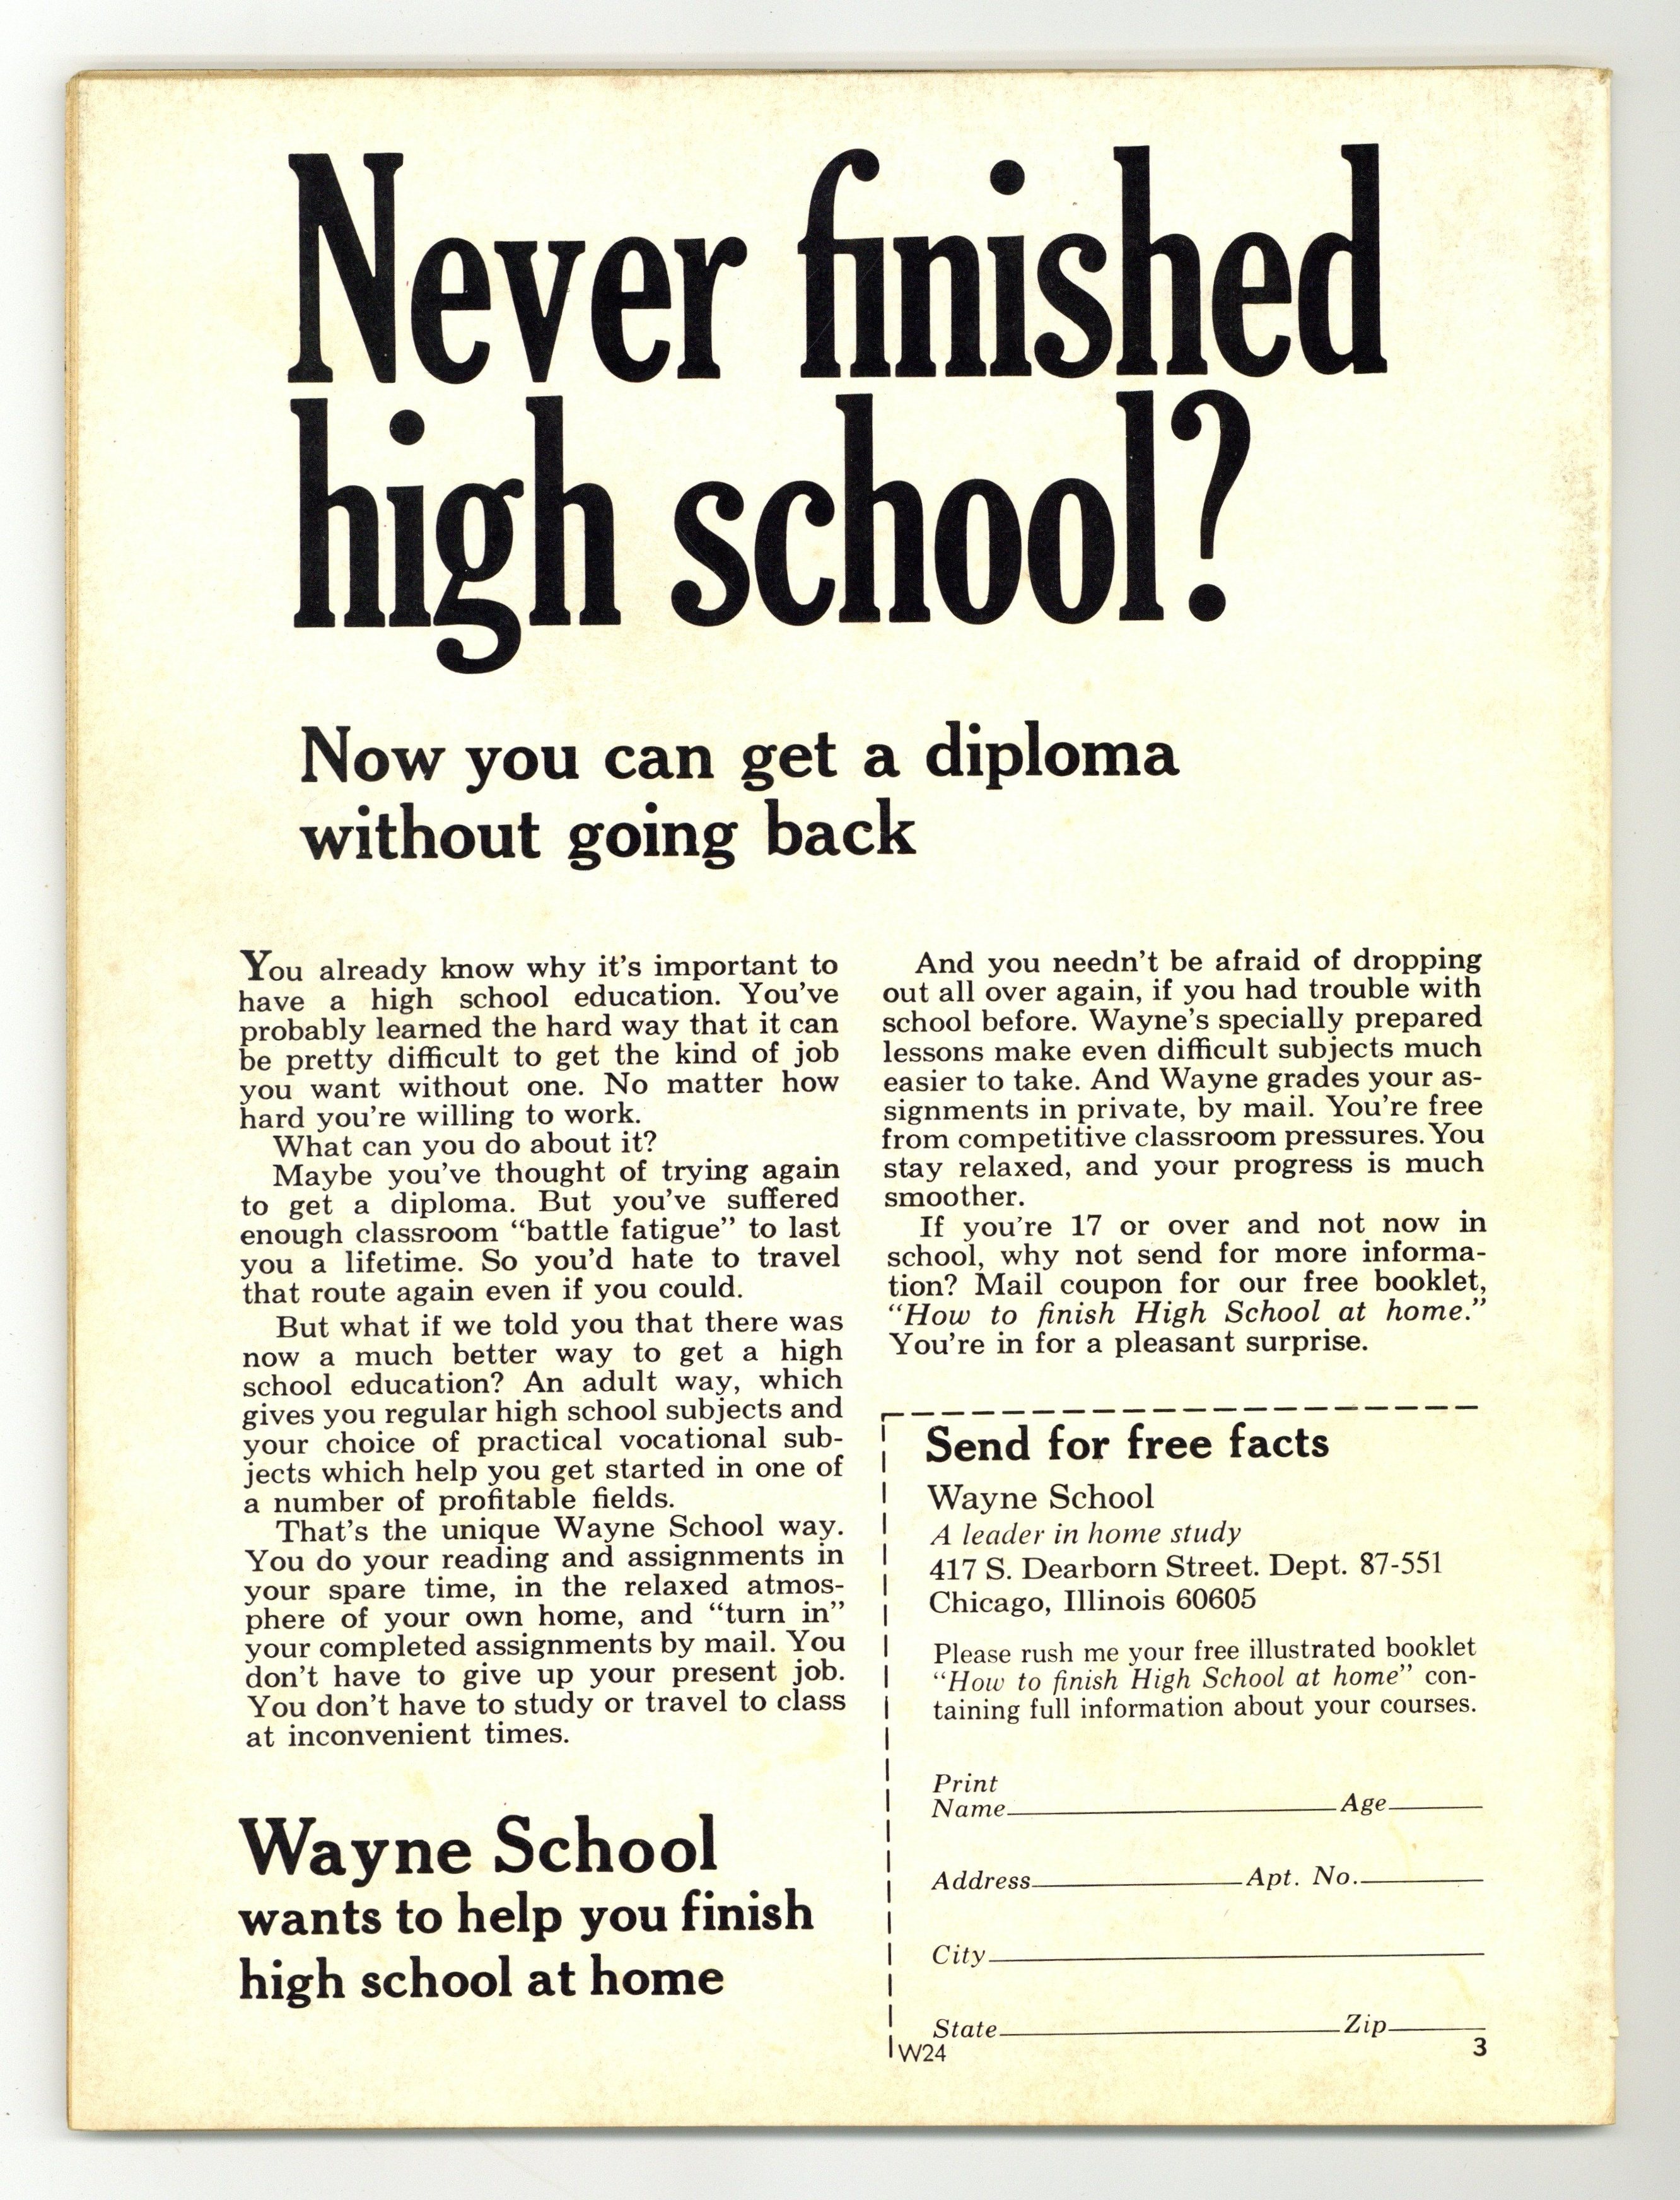 Never finished
high school?
Now you can get a diploma
without going back
You already know why it's important to
have a high school education. You've
probably learned the hard way that it can
be pretty difficult to get the kind of job
you want without one. No matter how
hard you're willing to work.
What can you do about it?
Maybe you've thought of trying again
to get a diploma. But you've suffered
enough classroom “battle fatigue” to last
you a lifetime. So you'd hate to travel
that route again even if you could.
But what if we told you that there was
now a much better way to get a high
school education? An adult way, which
gives you regular high school subjects and
your choice of practical vocational sub-
jects which help you get started in one of
a number of profitable fields.
That's the unique Wayne School way.
You do your reading and assignments in
your spare time, in the relaxed atmos-
phere of your own home, and “turn in”
your completed assignments by mail. You
don't have to give up your present job.
You don't have to study or travel to class
at inconvenient times.
Wayne School
wants to help you finish
high school at home
And you needn't be afraid of dropping
out all over again, if you had trouble with
school before. Wayne's specially prepared
lessons make even difficult subjects much
easier to take. And Wayne grades your as-
signments in private, by mail. You're free
from competitive classroom pressures. You
stay relaxed, and your progress is much
smoother.
If you're 17 or over and not now in
school, why not send for more informa-
tion? Mail coupon for our free booklet,
“How to finish High School at home.”
You're in for a pleasant surprise.
Send for free facts
Wayne School
A leader in home study
417 S. Dearborn Street. Dept. 87-551
Chicago, Illinois 60605
Please rush me your free illustrated booklet
“How to finish High School at home” con-
taining full information about your courses.
Print
Name Age
Address Apt. No.
City
State Zip
W24 3